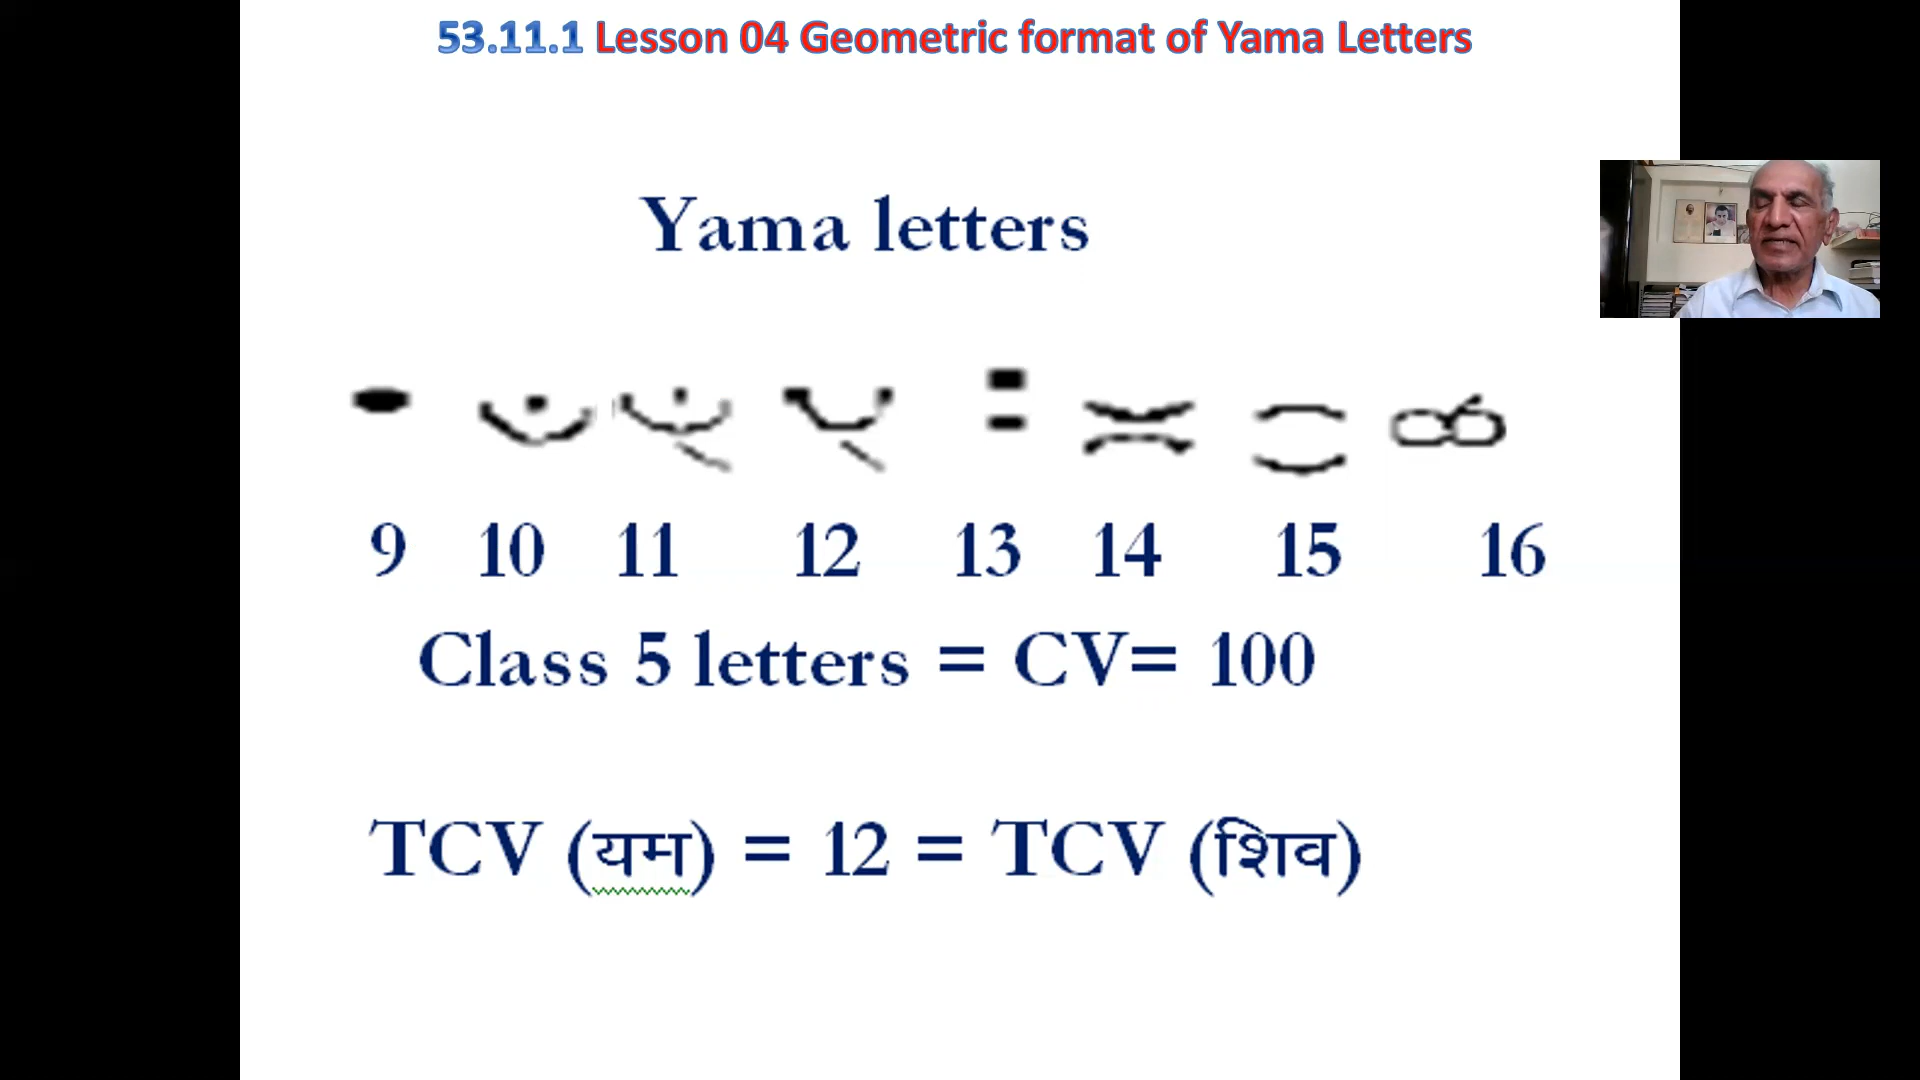 53.11.1 Lesson 04 Geometric format of Yama Letters
Yama letters
9 10 11 12 13 14 15 16
Class 5 letters = CV= 100
TCV (यम) = 12 = TCV (शिव)